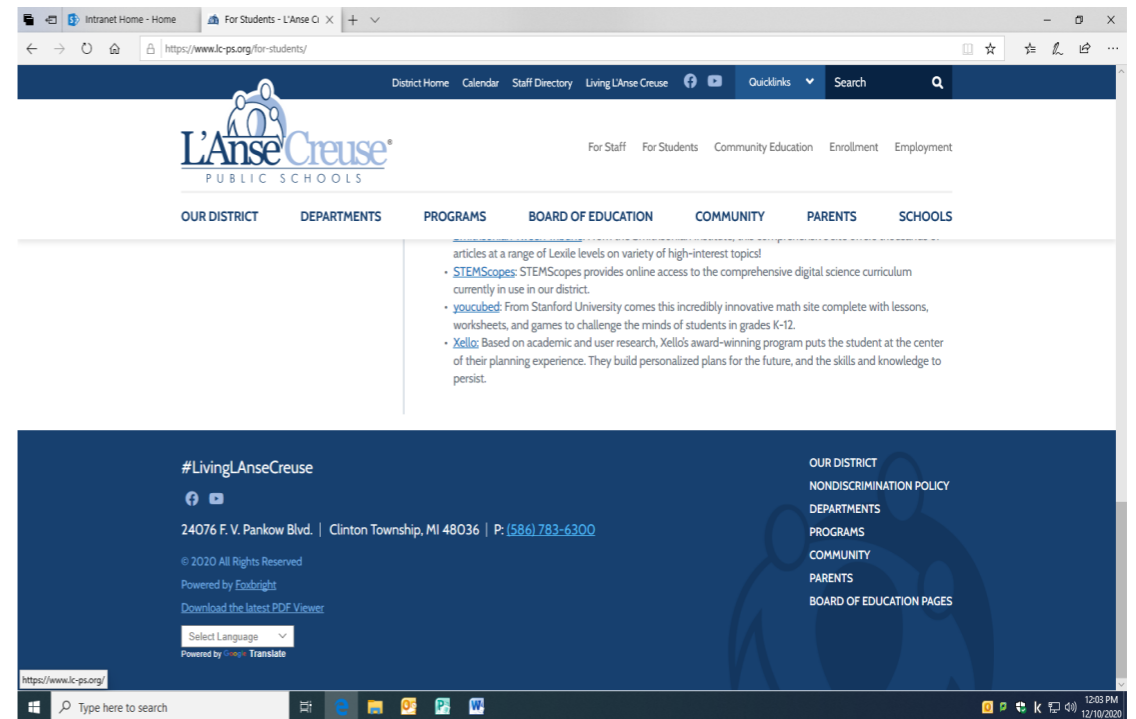 Intranet Home - Home
For Students - L'Anse C
https://www.lc-ps.org/for-students/
District Home Calendar Staff Directory Living L'Anse Creuse Quicklinks Search
L'Anse Creuse®
PUBLIC SCHOOLS
For Staff For Students Community Education Enrollment Employment
OUR DISTRICT DEPARTMENTS PROGRAMS BOARD OF EDUCATION COMMUNITY PARENTS SCHOOLS
articles at a range of Lexile levels on variety of high-interest topics!
• STEMScopes: STEMScopes provides online access to the comprehensive digital science curriculum
currently in use in our district.
• youcubed: From Stanford University comes this incredibly innovative math site complete with lessons,
worksheets, and games to challenge the minds of students in grades K-12.
• Xello: Based on academic and user research, Xello's award-winning program puts the student at the center
of their planning experience. They build personalized plans for the future, and the skills and knowledge to
persist.
#LivingLAnseCreuse
24076 F. V. Pankow Blvd. | Clinton Township, MI 48036 | P: (586) 783-6300
© 2020 All Rights Reserved
Powered by Foxbright
Download the latest PDF Viewer
Select Language
Powered by Google Translate
OUR DISTRICT
NONDISCRIMINATION POLICY
DEPARTMENTS
PROGRAMS
COMMUNITY
PARENTS
BOARD OF EDUCATION PAGES
https://www.lc-ps.org/
Type here to search
12:03 PM
12/10/2020